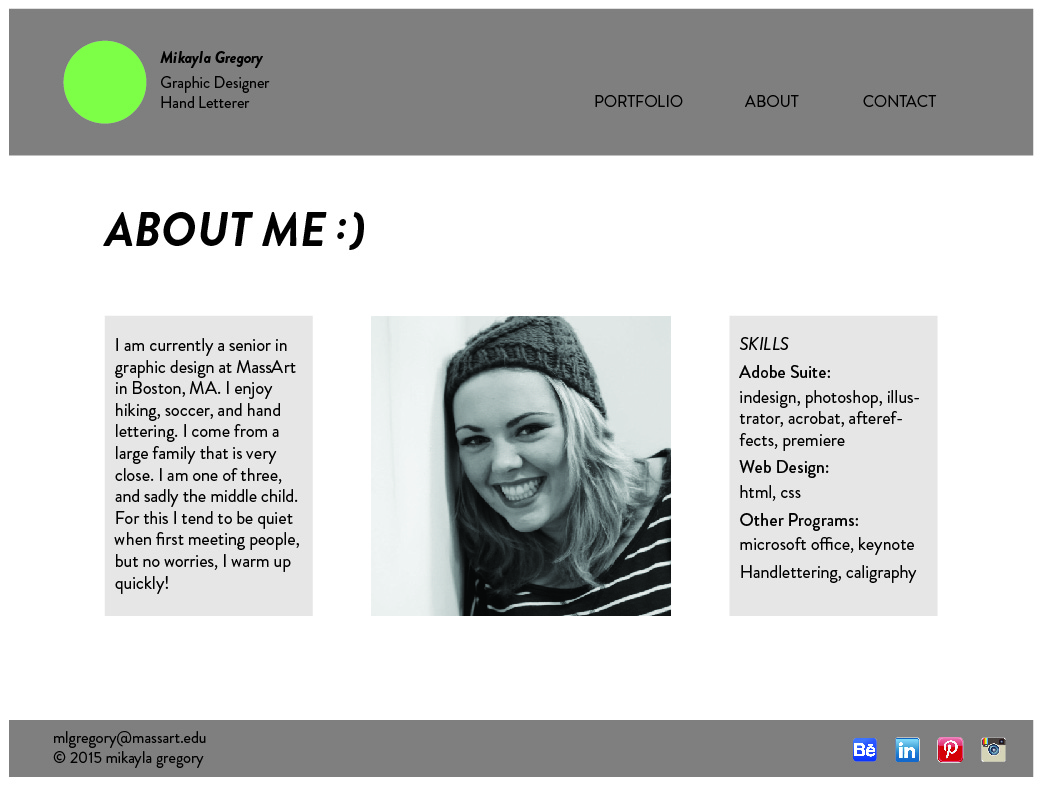 Mikayla Gregory
Graphic Designer
Hand Letterer
PORTFOLIO
ABOUT
CONTACT
ABOUT ME :)
I am currently a senior in
graphic design at MassArt
in Boston, MA. I enjoy
hiking, soccer, and hand
lettering. I come from a
large family that is very
close. I am one of three,
and sadly the middle child.
For this I tend to be quiet
when first meeting people,
but no worries, I warm up
quickly!
SKILLS
Adobe Suite:
indesign, photoshop, illus-
trator, acrobat, afteref-
fects, premiere
Web Design:
html, css
Other Programs:
microsoft office, keynote
Handlettering, caligraphy
mlgregory@massart.edu
© 2015 mikayla gregory
Bē
in